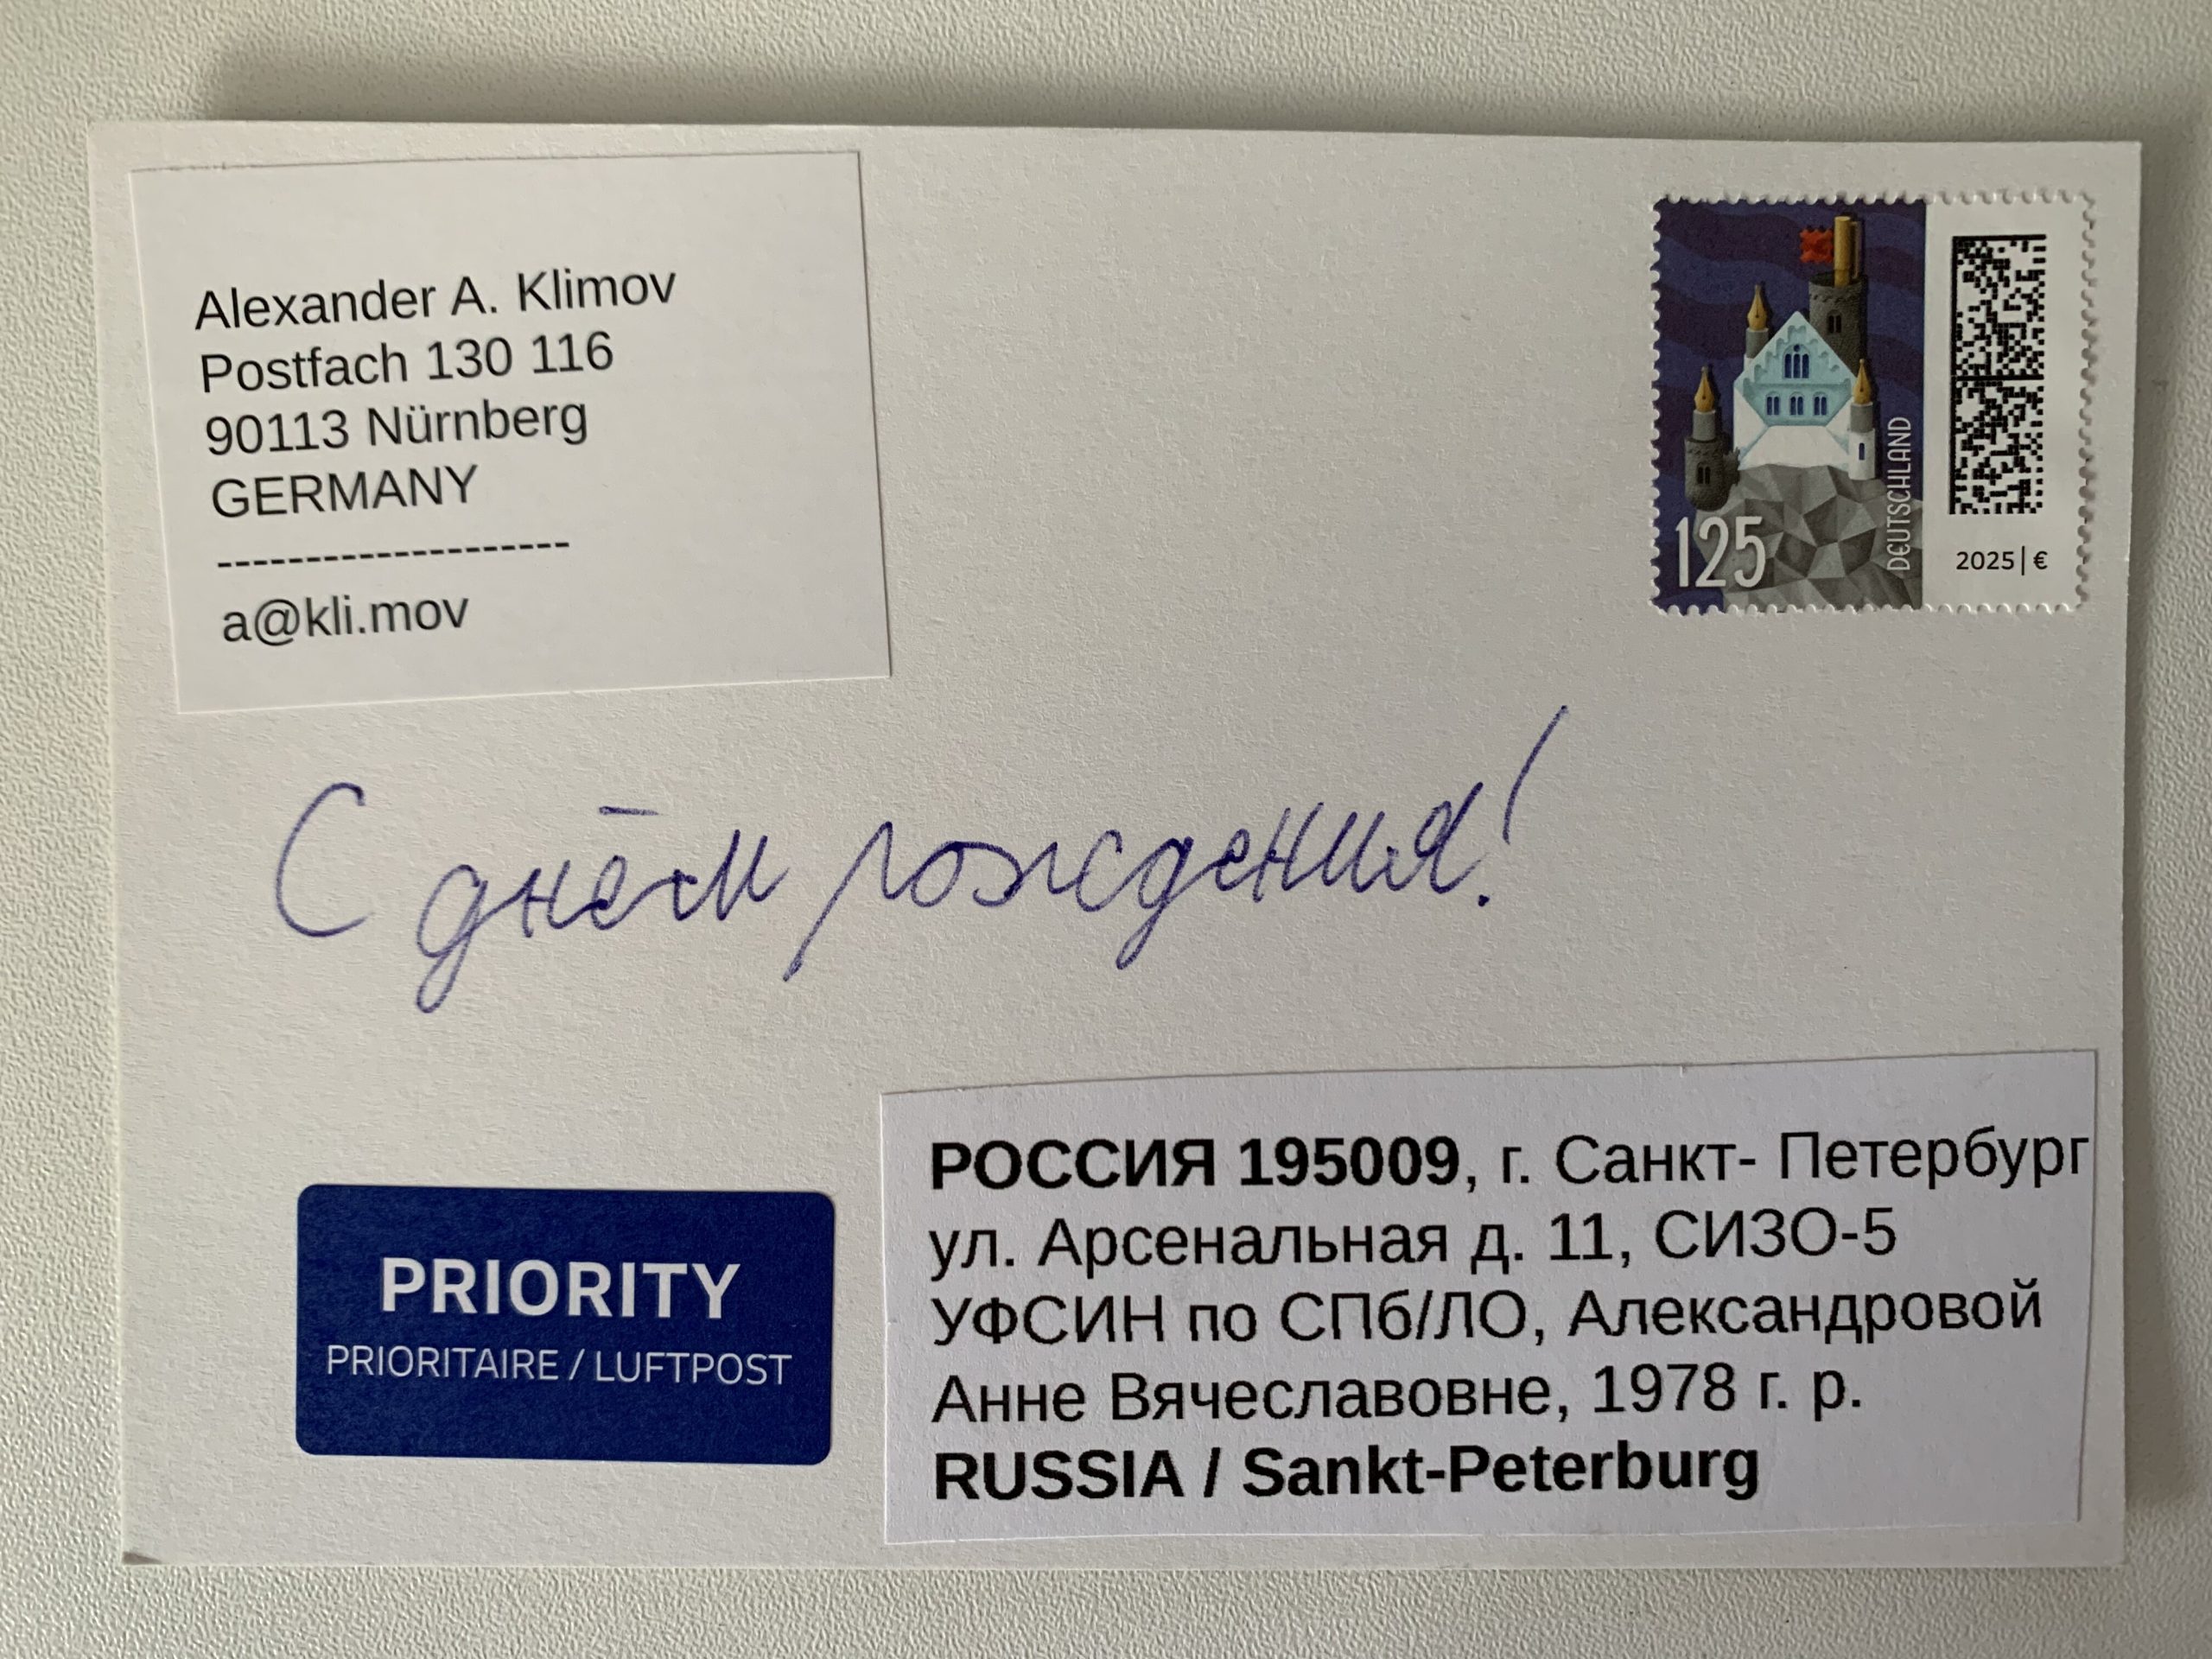 Alexander A. Klimov
Postfach 130 116
90113 Nürnberg
GERMANY
--------------------
a@kli.mov
125
DEUTSCHLAND
2025 | €
С днём рождения!
PRIORITY
PRIORITAIRE / LUFTPOST
РОССИЯ 195009, г. Санкт- Петербург
ул. Арсенальная д. 11, СИЗО-5
УФСИН по СПб/ЛО, Александровой
Анне Вячеславовне, 1978 г. р.
RUSSIA / Sankt-Peterburg